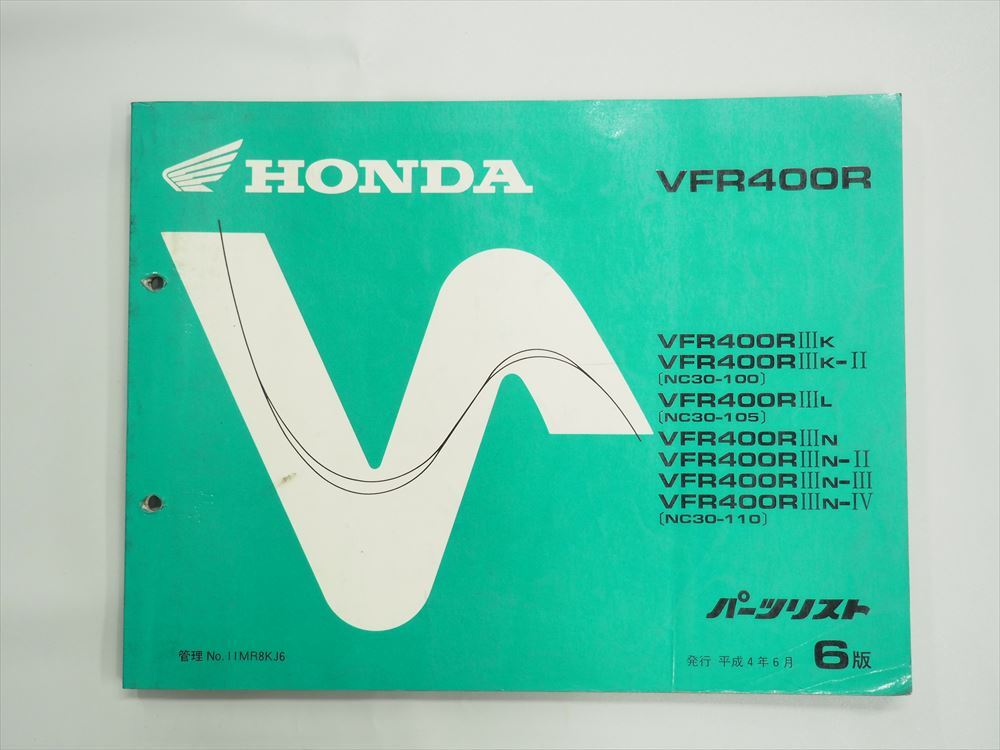 HONDA
VFR400R
VFR400RⅢK
VFR400RⅢK-Ⅱ
〔NC30-100〕
VFR400RⅢL
〔NC30-105〕
VFR400RⅢN
VFR400RⅢN-Ⅱ
VFR400RⅢN-Ⅲ
VFR400RⅢN-Ⅳ
〔NC30-110〕
パーツリスト
管理 No.11MR8KJ6
発行 平成4年6月 6版